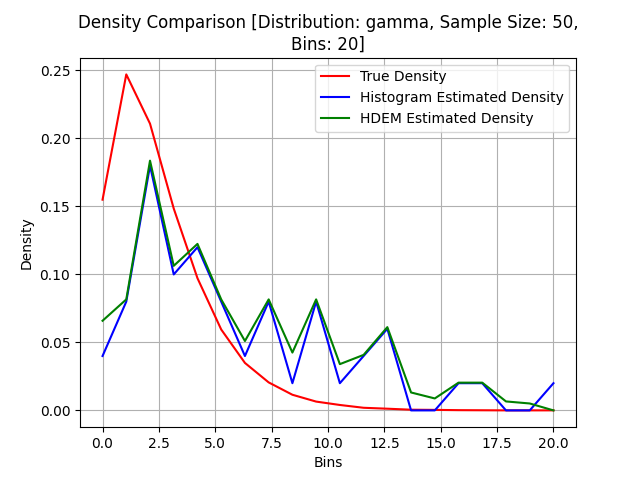 Density Comparison [Distribution: gamma, Sample Size: 50,
Bins: 20]
True Density
Histogram Estimated Density
HDEM Estimated Density
Density
0.25
0.20
0.15
0.10
0.05
0.00
0.0 2.5 5.0 7.5 10.0 12.5 15.0 17.5 20.0
Bins